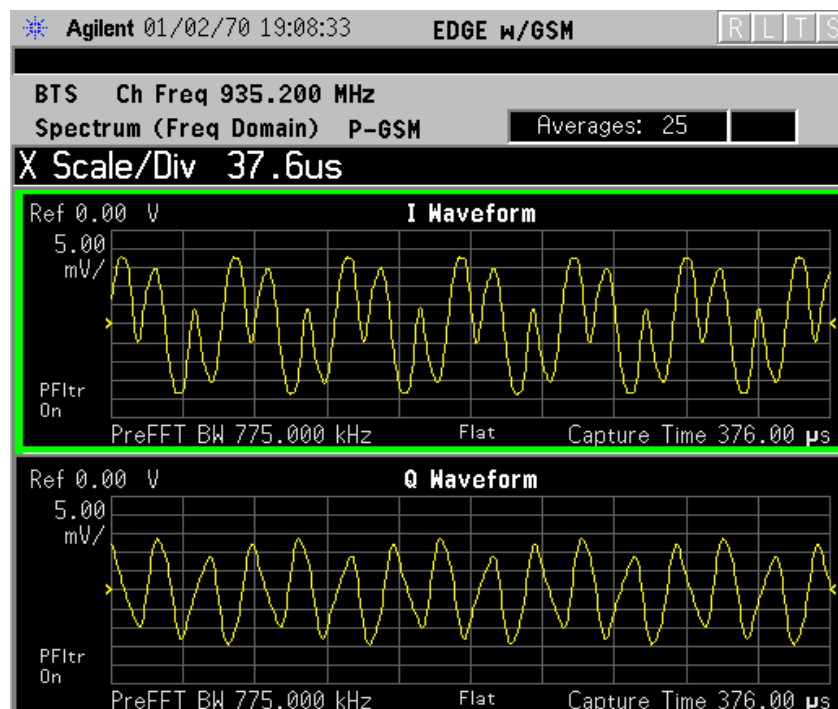 Agilent 01/02/70 19:08:33 EDGE w/GSM R L T S
BTS Ch Freq 935.200 MHz
Spectrum (Freq Domain) P-GSM Averages: 25
X Scale/Div 37.6us
Ref 0.00 V I Waveform
5.00
mV/
PFltr
On
PreFFT BW 775.000 kHz Flat Capture Time 376.00 µs
Ref 0.00 V Q Waveform
5.00
mV/
PFltr
On
PreFFT BW 775.000 kHz Flat Capture Time 376.00 µs